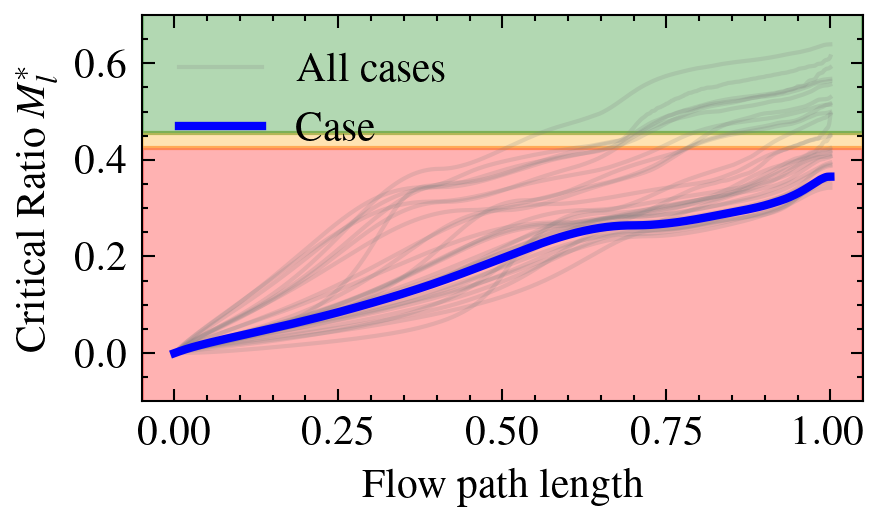 Critical Ratio $M_l^*$
0.6
0.4
0.2
0.0
All cases
Case
0.00 0.25 0.50 0.75 1.00
Flow path length